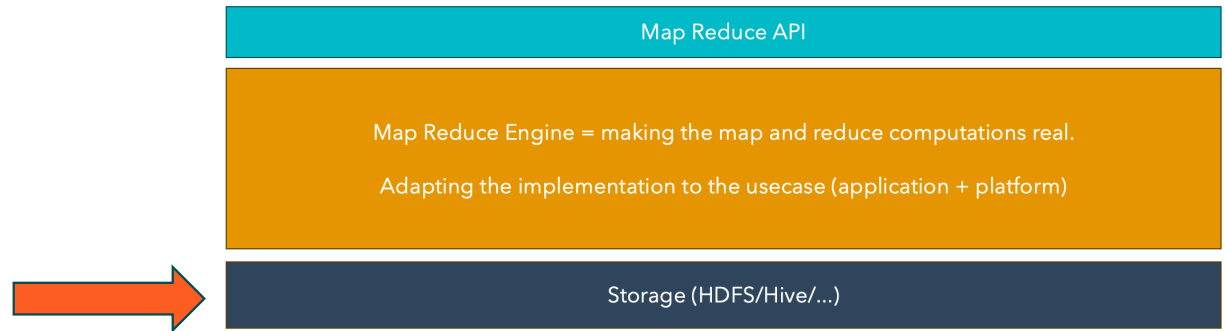 Map Reduce API
Map Reduce Engine = making the map and reduce computations real.
Adapting the implementation to the usecase (application + platform)
Storage (HDFS/Hive/...)